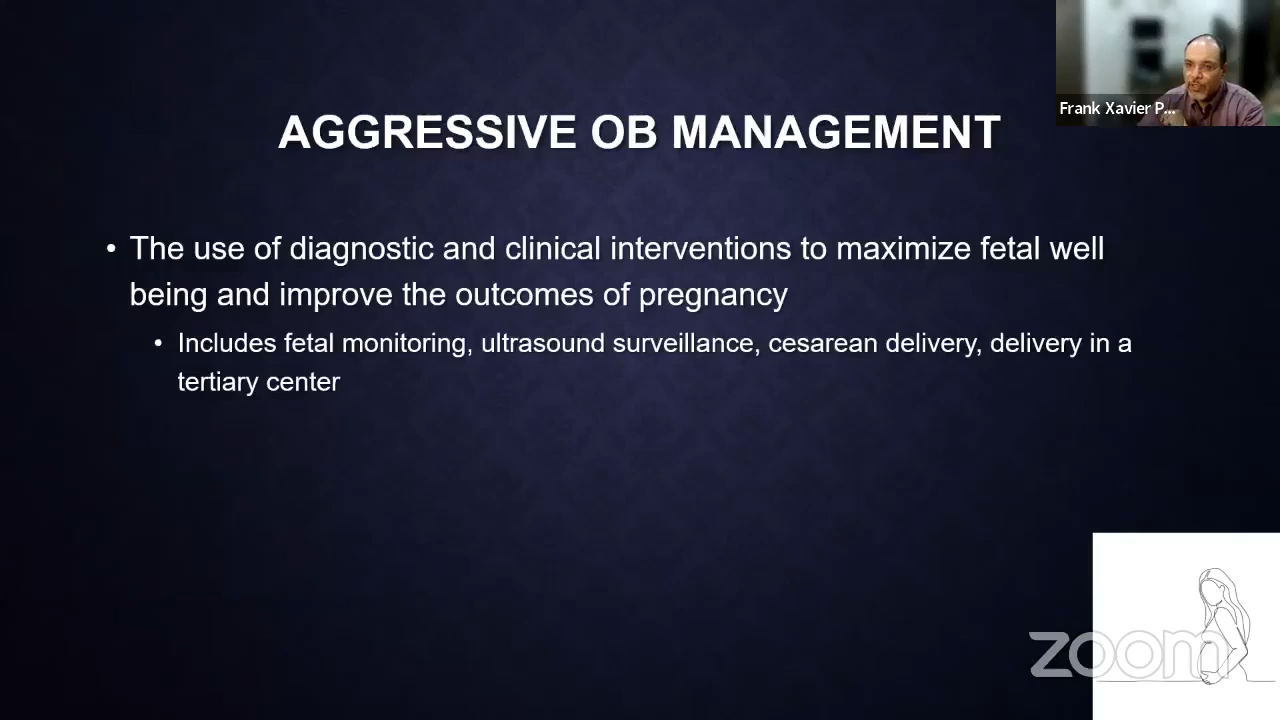 Frank Xavier P...
AGGRESSIVE OB MANAGEMENT
• The use of diagnostic and clinical interventions to maximize fetal well
being and improve the outcomes of pregnancy
• Includes fetal monitoring, ultrasound surveillance, cesarean delivery, delivery in a
tertiary center
zoom